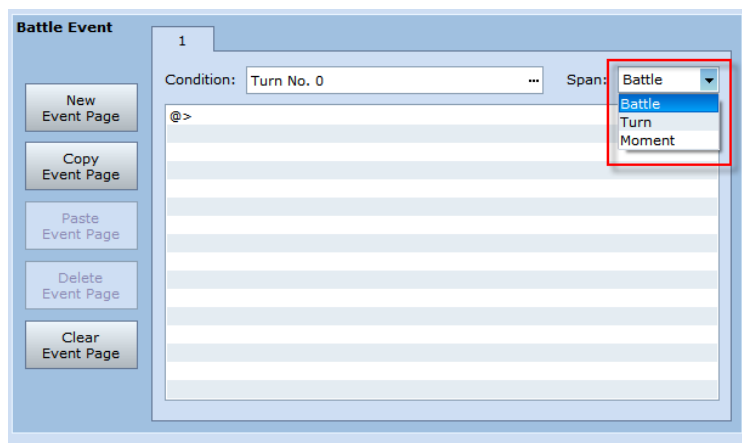 Battle Event
1
Condition: Turn No. 0 ... Span: Battle
Battle
Turn
Moment
@>
New
Event Page
Copy
Event Page
Paste
Event Page
Delete
Event Page
Clear
Event Page